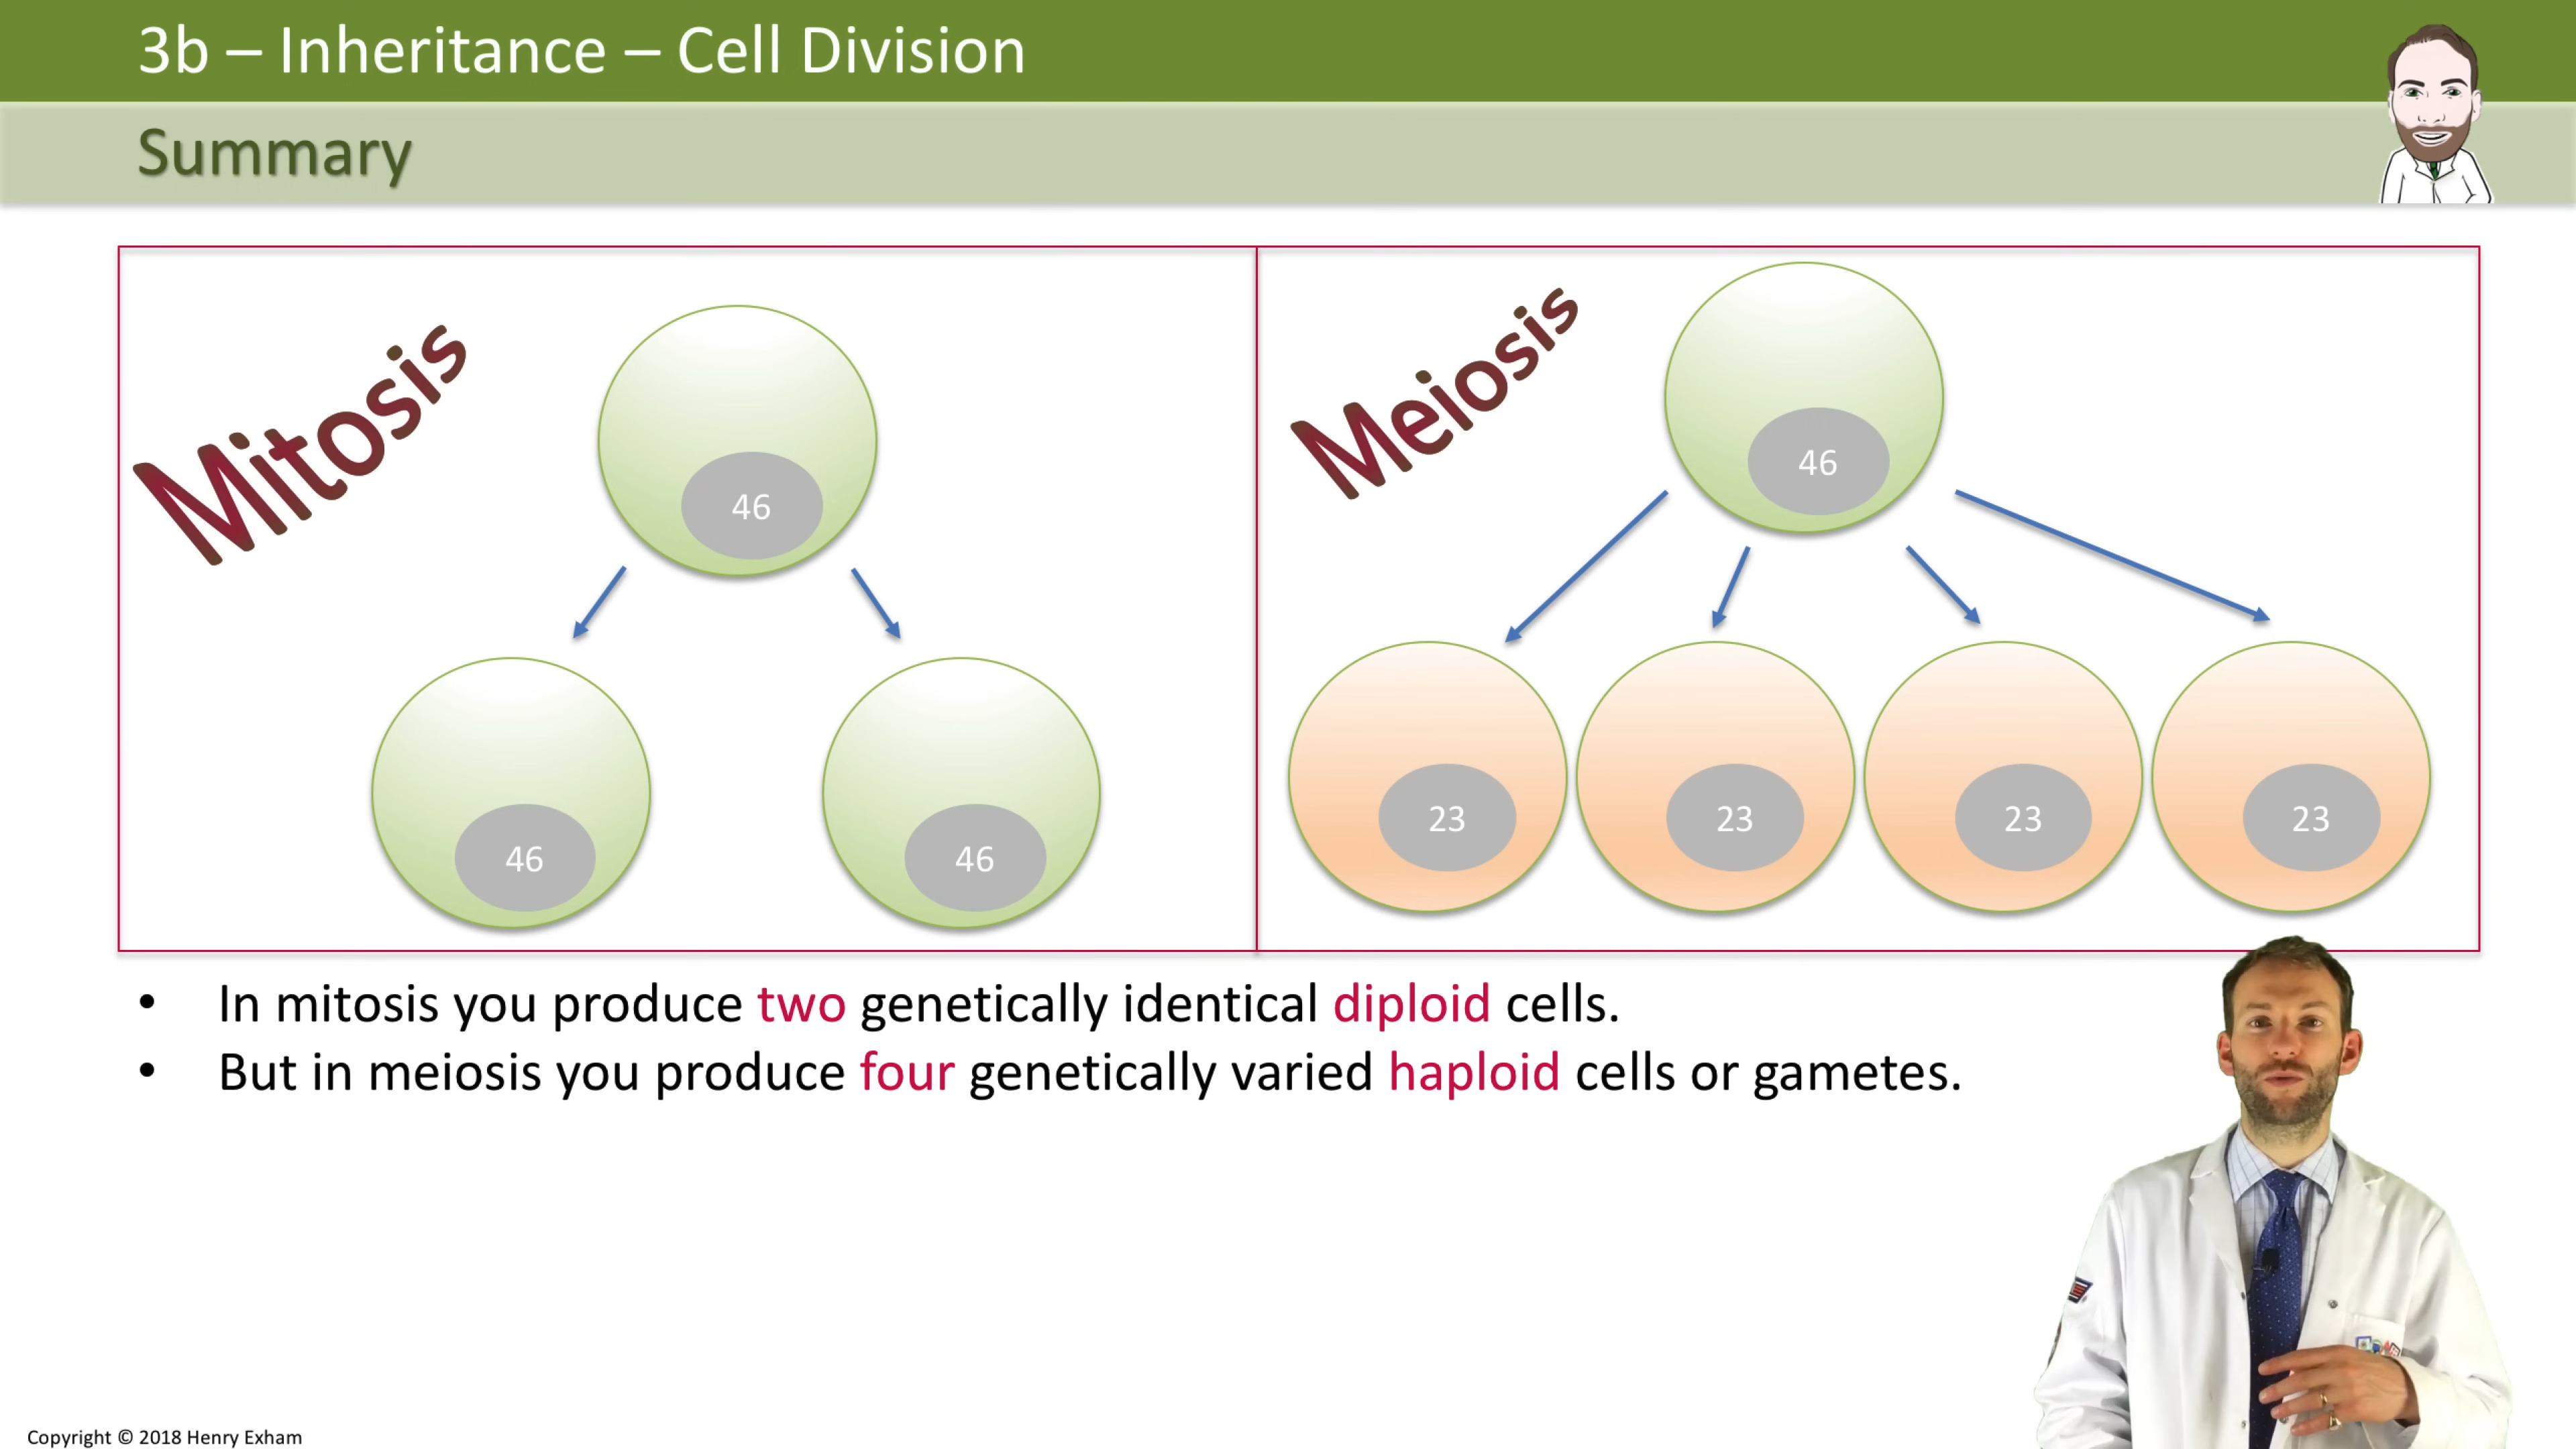 3b – Inheritance – Cell Division
Summary
Mitosis
46
46
46
Meiosis
46
23
23
23
23
• In mitosis you produce two genetically identical diploid cells.
• But in meiosis you produce four genetically varied haploid cells or gametes.
Copyright © 2018 Henry Exham